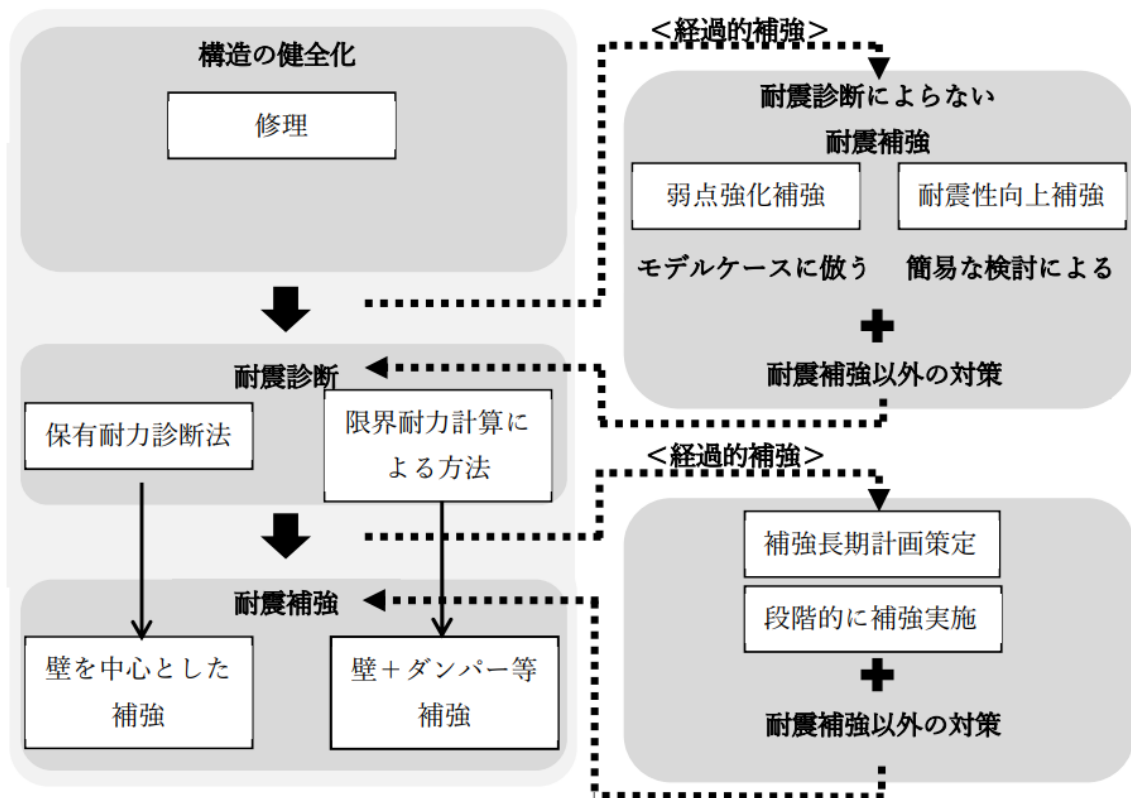 構造の健全化
修理
耐震診断
保有耐力診断法
限界耐力計算に
よる方法
耐震補強
壁を中心とした
補強
壁＋ダンパー等
補強
＜経過的補強＞
耐震診断によらない
耐震補強
弱点強化補強
耐震性向上補強
モデルケースに倣う
簡易な検討による
耐震補強以外の対策
＜経過的補強＞
補強長期計画策定
段階的に補強実施
耐震補強以外の対策